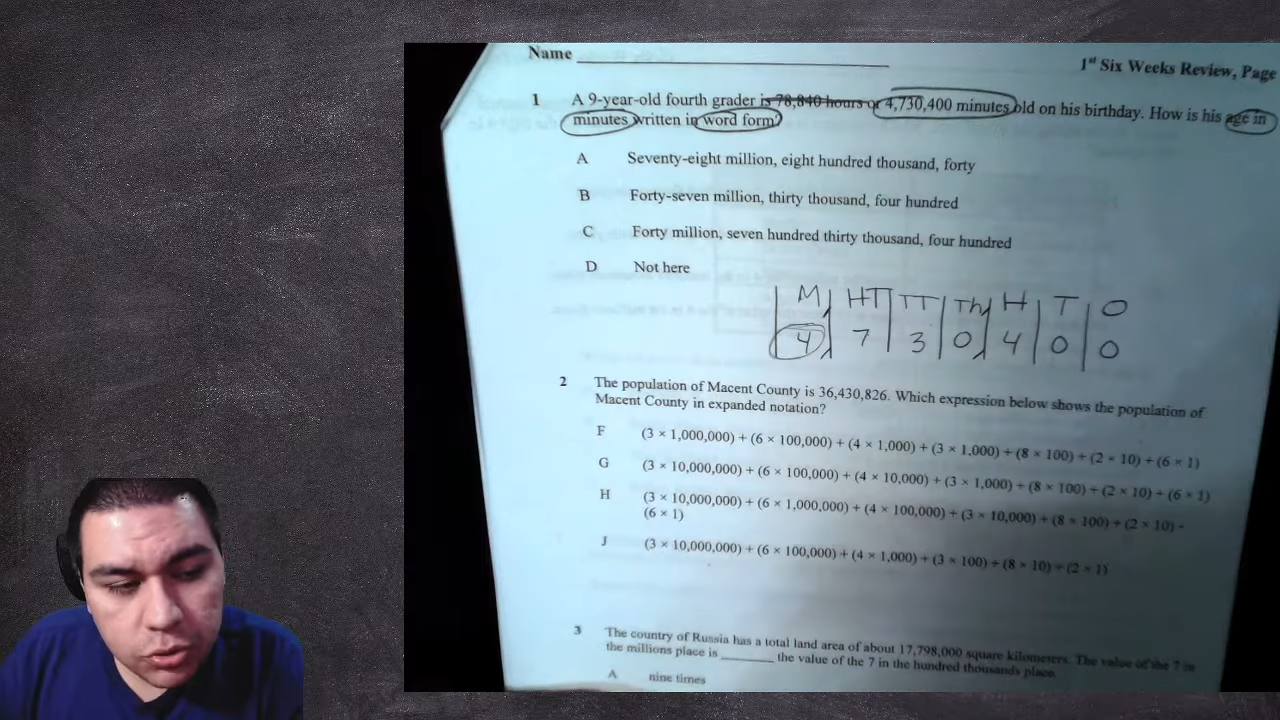 Name
1st Six Weeks Review, Page
1 A 9-year-old fourth grader is 78,840 hours or 4,730,400 minutes old on his birthday. How is his age in
minutes written in word form?
A Seventy-eight million, eight hundred thousand, forty
B Forty-seven million, thirty thousand, four hundred
C Forty million, seven hundred thirty thousand, four hundred
D Not here
M, HT TT Th, H T O
4, 7 3 0, 4 0 0
2 The population of Macent County is 36,430,826. Which expression below shows the population of
Macent County in expanded notation?
F (3 × 1,000,000) + (6 × 100,000) + (4 × 1,000) + (3 × 1,000) + (8 × 100) + (2 × 10) + (6 × 1)
G (3 × 10,000,000) + (6 × 100,000) + (4 × 10,000) + (3 × 1,000) + (8 × 100) + (2 × 10) + (6 × 1)
H (3 × 10,000,000) + (6 × 1,000,000) + (4 × 100,000) + (3 × 10,000) + (8 × 100) + (2 × 10) +
(6 × 1)
J (3 × 10,000,000) + (6 × 100,000) + (4 × 1,000) + (3 × 100) + (8 × 10) + (2 × 1)
3 The country of Russia has a total land area of about 17,798,000 square kilometers. The value of the 7 in
the millions place is ______ the value of the 7 in the hundred thousands place.
A nine times